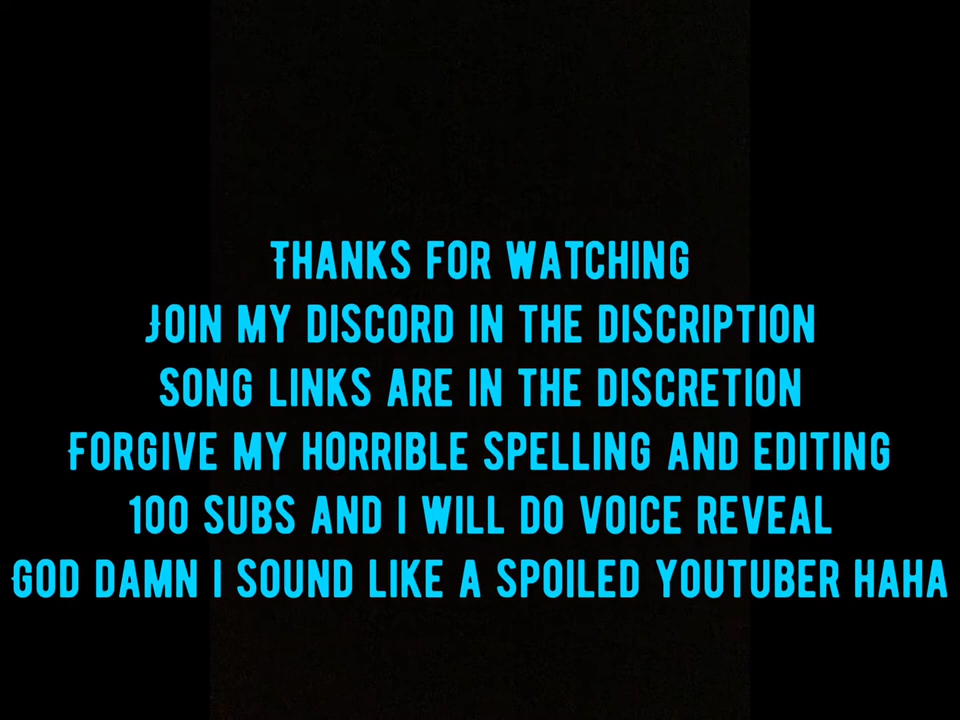 Thanks for watching
Join my discord in the discription
Song links are in the discretion
Forgive my horrible spelling and editing
100 subs and I will do voice reveal
God damn I sound like a spoiled youtuber haha